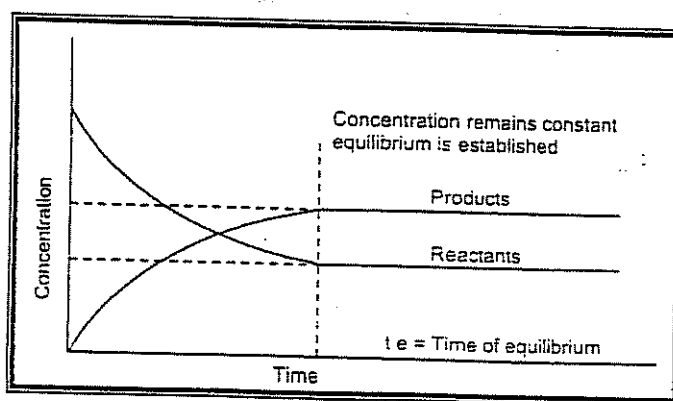 Concentration remains constant
equilibrium is established
Products
Reactants
Concentration
t e = Time of equilibrium
Time